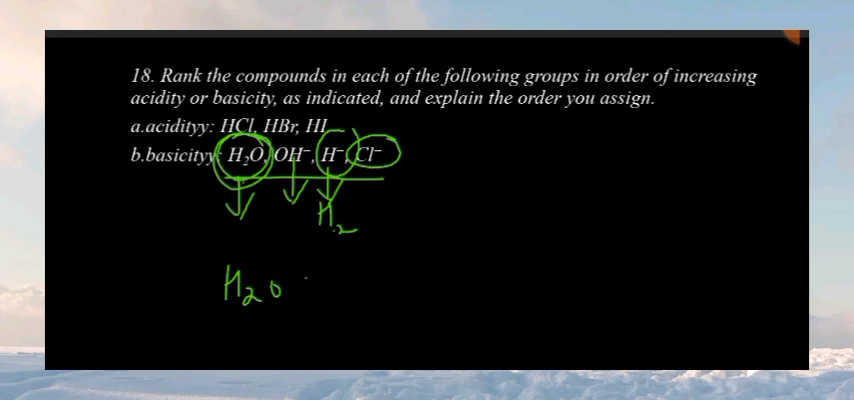 18. Rank the compounds in each of the following groups in order of increasing
acidity or basicity, as indicated, and explain the order you assign.
a.acidityy: HCl, HBr, HI
b.basicityy: H₂O, OH⁻, H⁻, Cl⁻
H₂
H₂O